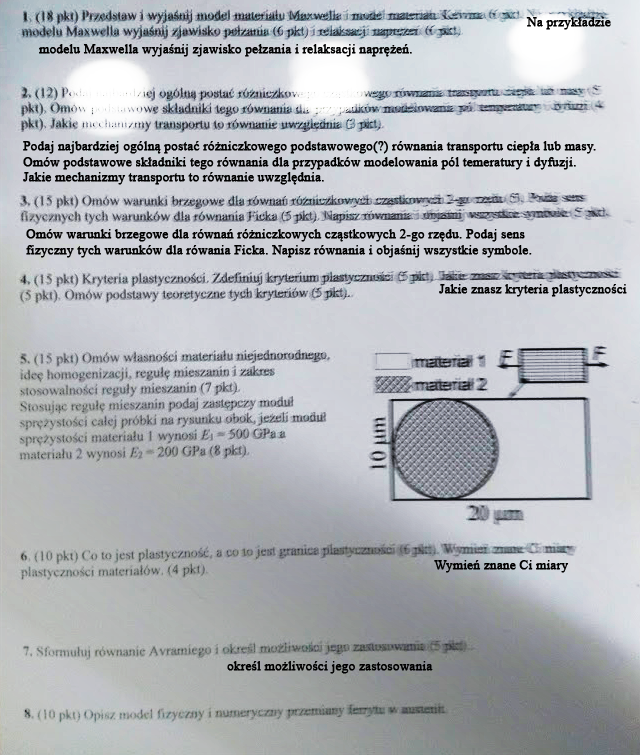 1. (18 pkt) Przedstaw i wyjaśnij model materiału Maxwella i model materiału Kelvina (6 pkt). Na przykładzie
modelu Maxwella wyjaśnij zjawisko pełzania (6 pkt) i relaksacji naprężeń (6 pkt).
modelu Maxwella wyjaśnij zjawisko pełzania i relaksacji naprężeń.
2. (12) ogólną postać równania transportu ciepła lub masy (5
pkt). Omów składniki tego równania dla modelowania pól temperatury i dyfuzji (4
pkt). Jakie mechanizmy transportu to równanie uwzględnia (3 pkt).
Podaj najbardziej ogólną postać różniczkowego podstawowego(?) równania transportu ciepła lub masy.
Omów podstawowe składniki tego równania dla przypadków modelowania pól temeratury i dyfuzji.
Jakie mechanizmy transportu to równanie uwzględnia.
3. (15 pkt) Omów warunki brzegowe dla równań różniczkowych cząstkowych 2-go rzędu (5). Podaj sens
fizycznych tych warunków dla równania Ficka (5 pkt). Napisz równania i objaśnij wszystkie symbole (5 pkt).
Omów warunki brzegowe dla równań różniczkowych cząstkowych 2-go rzędu. Podaj sens
fizyczny tych warunków dla rówania Ficka. Napisz równania i objaśnij wszystkie symbole.
4. (15 pkt) Kryteria plastyczności. Zdefiniuj kryterium plastyczności (5 pkt). Jakie znasz kryteria plastyczności
(5 pkt). Omów podstawy teoretyczne tych kryteriów (5 pkt).
Jakie znasz kryteria plastyczności
5. (15 pkt) Omów własności materiału niejednorodnego,
ideę homogenizacji, regułę mieszanin i zakres
stosowalności reguły mieszanin (7 pkt).
Stosując regułę mieszanin podaj zastępczy moduł
sprężystości całej próbki na rysunku obok, jeżeli moduł
sprężystości materiału 1 wynosi E1 = 500 GPa a
materiału 2 wynosi E2 = 200 GPa (8 pkt).
materiał 1
materiał 2
F
F
10 µm
20 µm
6. (10 pkt) Co to jest plastyczność, a co to jest granica plastyczności (6 pkt). Wymień znane Ci miary
plastyczności materiałów. (4 pkt).
Wymień znane Ci miary
7. Sformułuj równanie Avramiego i określ możliwości jego zastosowania (5 pkt).
określ możliwości jego zastosowania
8. (10 pkt) Opisz model fizyczny i numeryczny przemiany ferrytu w austenit.